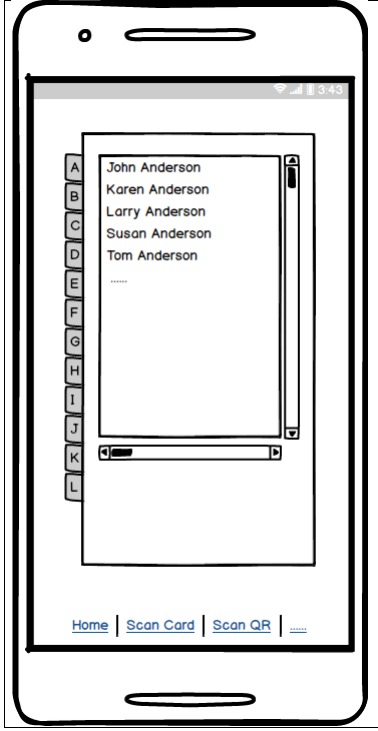 3:43
A
B
C
D
E
F
G
H
I
J
K
L
John Anderson
Karen Anderson
Larry Anderson
Susan Anderson
Tom Anderson
......
Home | Scan Card | Scan QR | ......